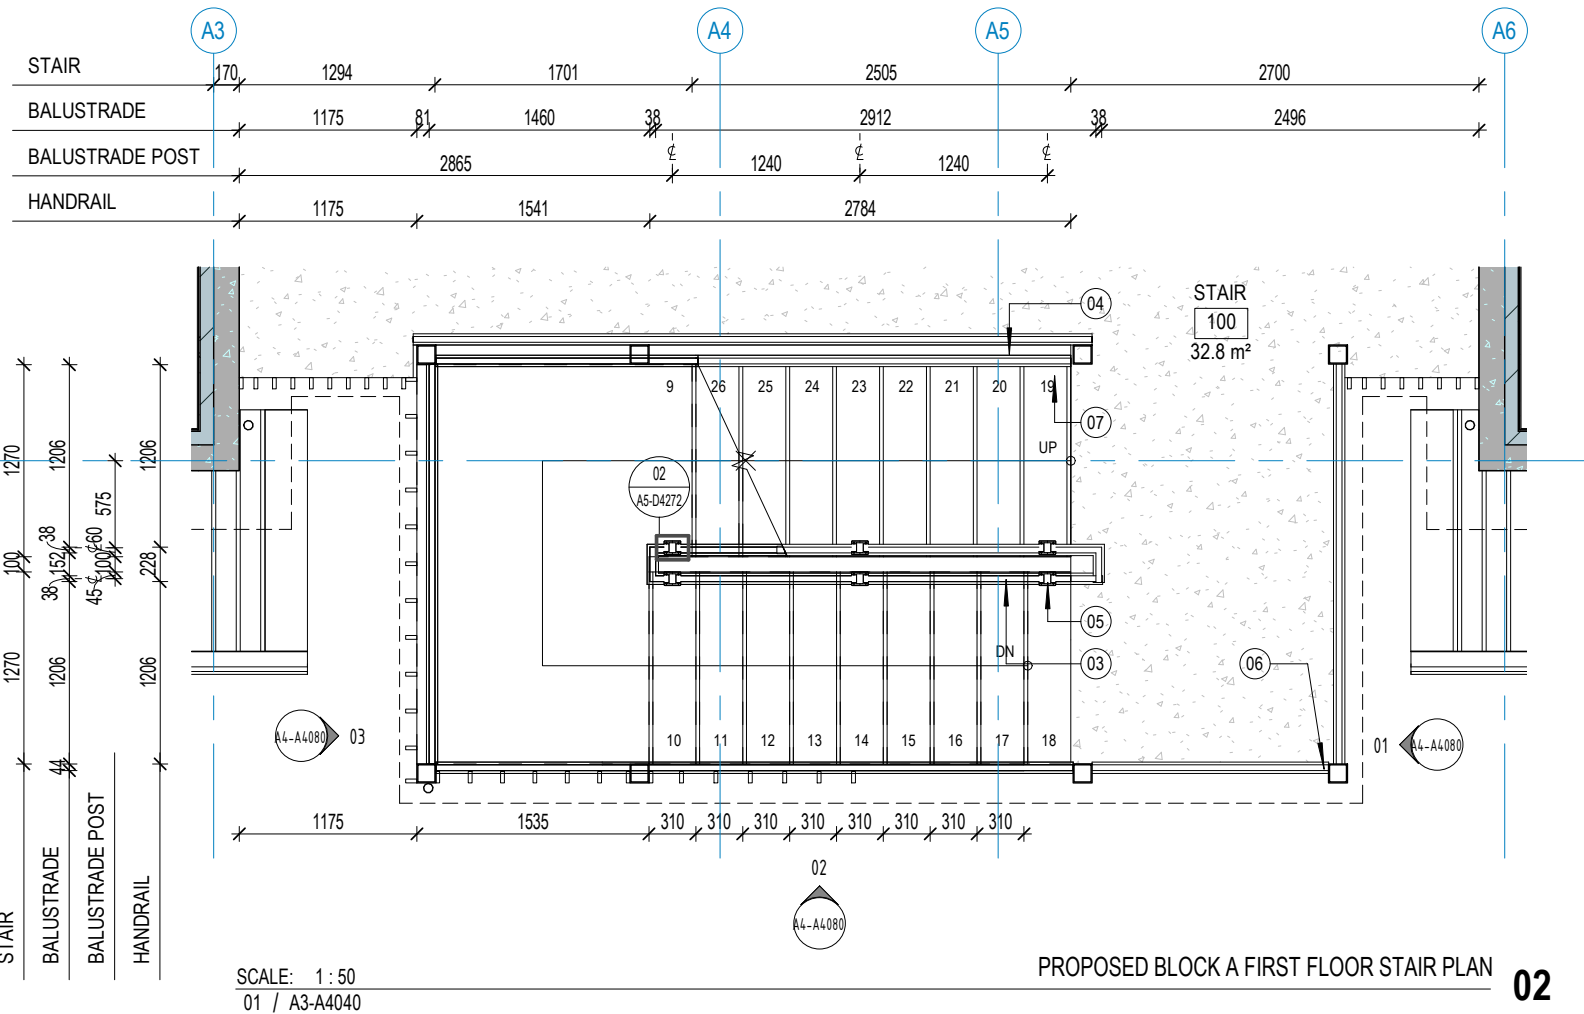 A3 A4 A5 A6
STAIR 170 1294 1701 2505 2700
BALUSTRADE 1175 81 1460 38 2912 38 2496
BALUSTRADE POST 2865 ℄ 1240 ℄ 1240 ℄
HANDRAIL 1175 1541 2784
04
STAIR
100
32.8 m²
9 26 25 24 23 22 21 20 19
07
UP
02
A5-D4272
1270 100 1270
STAIR
1206 38 152 38 1206 44
BALUSTRADE
575 ℄60 100 45 ℄
BALUSTRADE POST
1206 228 1206
HANDRAIL
05
DN
03
06
10 11 12 13 14 15 16 17 18
A4-A4080 03
01 A4-A4080
1175 1535 310 310 310 310 310 310 310 310
02
A4-A4080
PROPOSED BLOCK A FIRST FLOOR STAIR PLAN 02
SCALE: 1 : 50
01 / A3-A4040